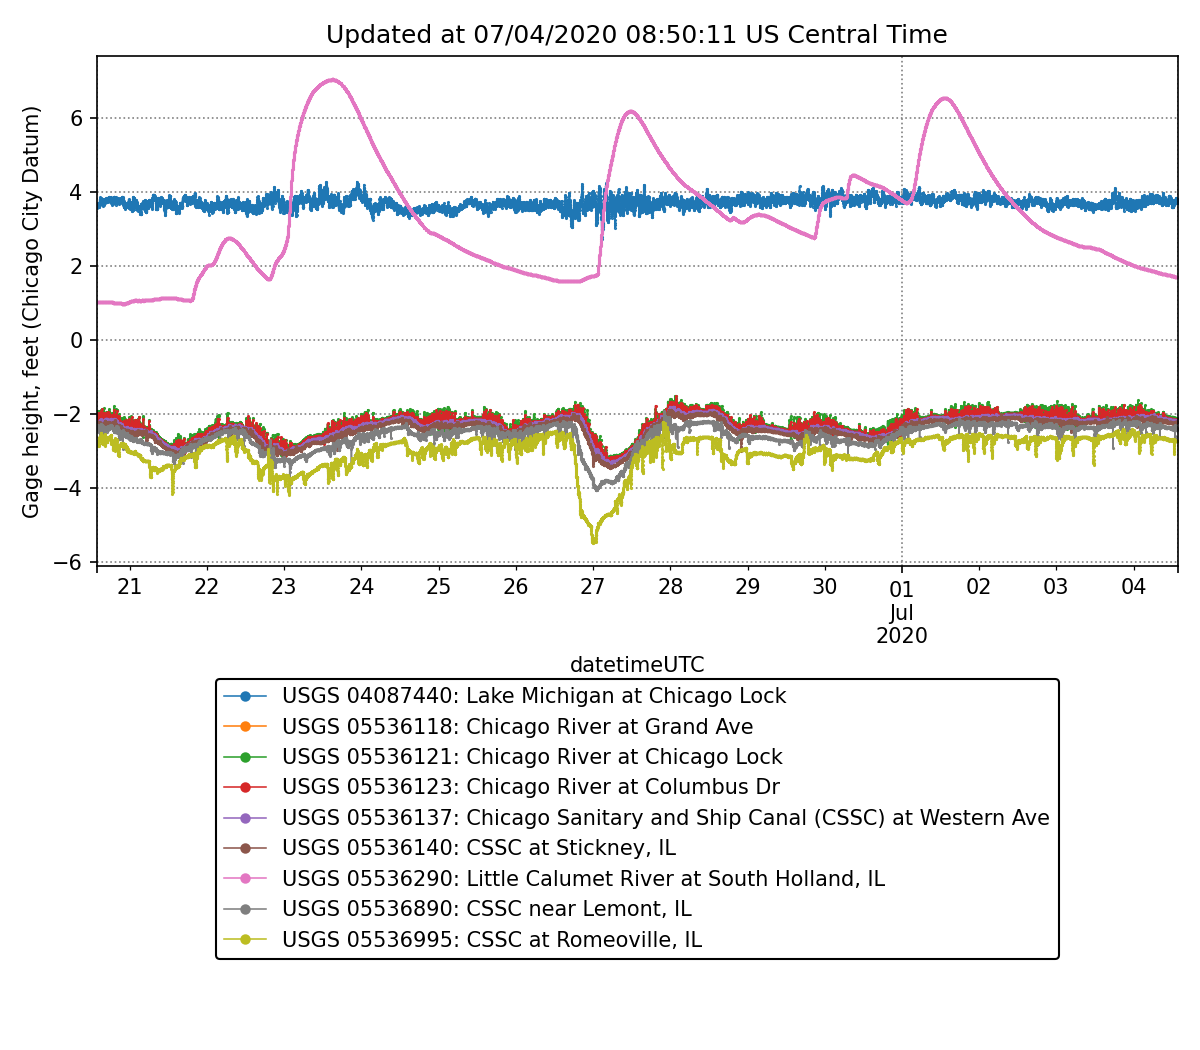 Updated at 07/04/2020 08:50:11 US Central Time
Gage height, feet (Chicago City Datum)
6
4
2
0
−2
−4
−6
21 22 23 24 25 26 27 28 29 30 01 02 03 04
Jul
2020
datetimeUTC
USGS 04087440: Lake Michigan at Chicago Lock
USGS 05536118: Chicago River at Grand Ave
USGS 05536121: Chicago River at Chicago Lock
USGS 05536123: Chicago River at Columbus Dr
USGS 05536137: Chicago Sanitary and Ship Canal (CSSC) at Western Ave
USGS 05536140: CSSC at Stickney, IL
USGS 05536290: Little Calumet River at South Holland, IL
USGS 05536890: CSSC near Lemont, IL
USGS 05536995: CSSC at Romeoville, IL